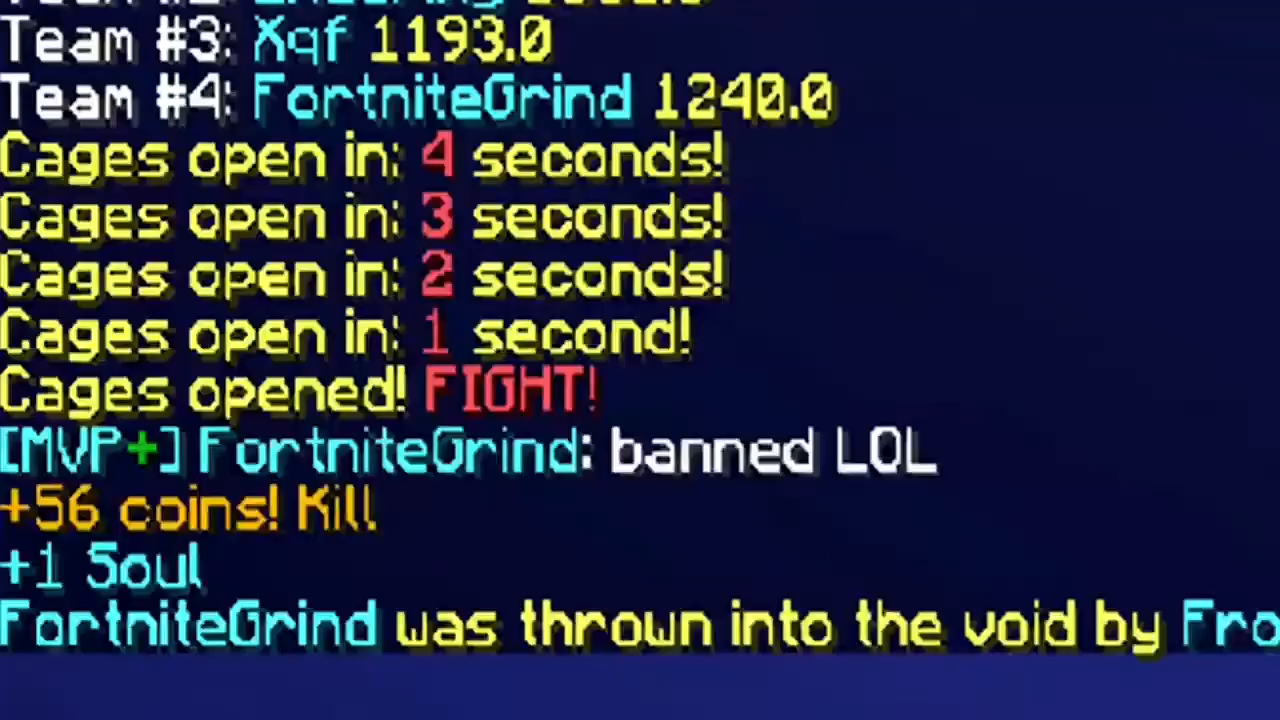 Team #3: Xqf 1193.0
Team #4: FortniteGrind 1240.0
Cages open in: 4 seconds!
Cages open in: 3 seconds!
Cages open in: 2 seconds!
Cages open in: 1 second!
Cages opened! FIGHT!
[MVP+] FortniteGrind: banned LOL
+56 coins! Kill
+1 Soul
FortniteGrind was thrown into the void by Fro